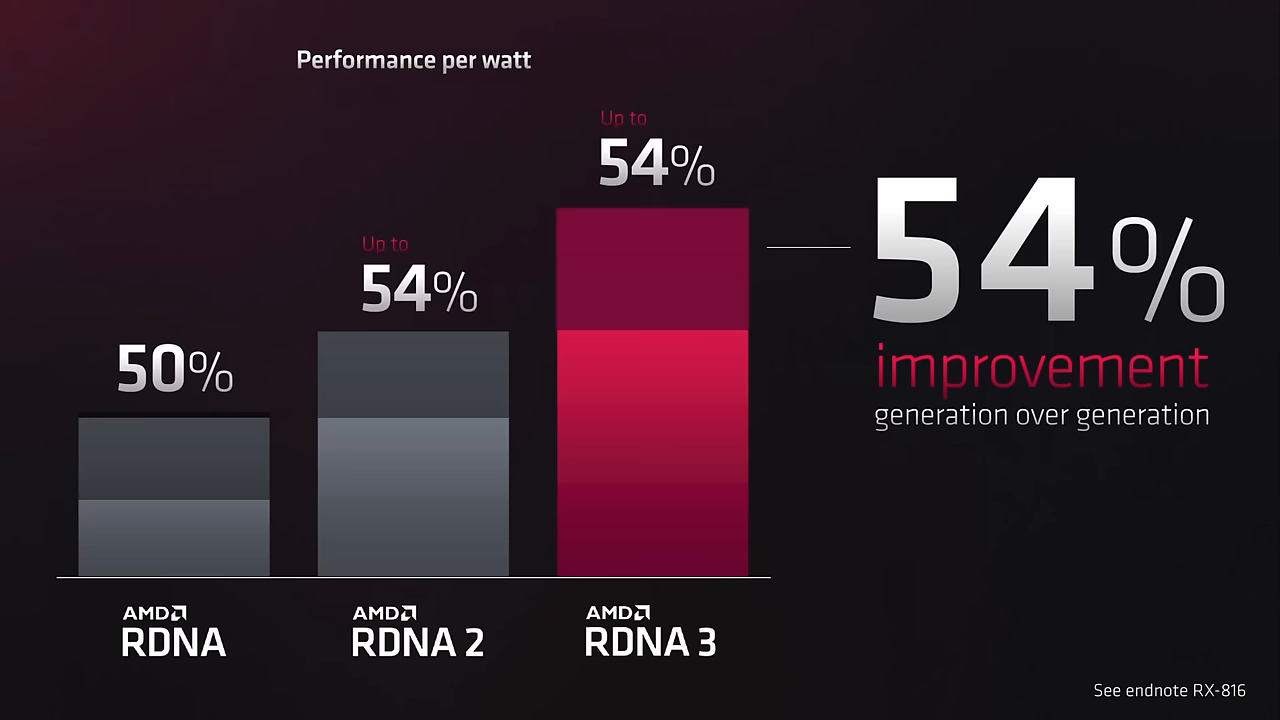 Performance per watt
Up to
54%
Up to
54%
50%
54%
improvement
generation over generation
AMD
RDNA
AMD
RDNA 2
AMD
RDNA 3
See endnote RX-816